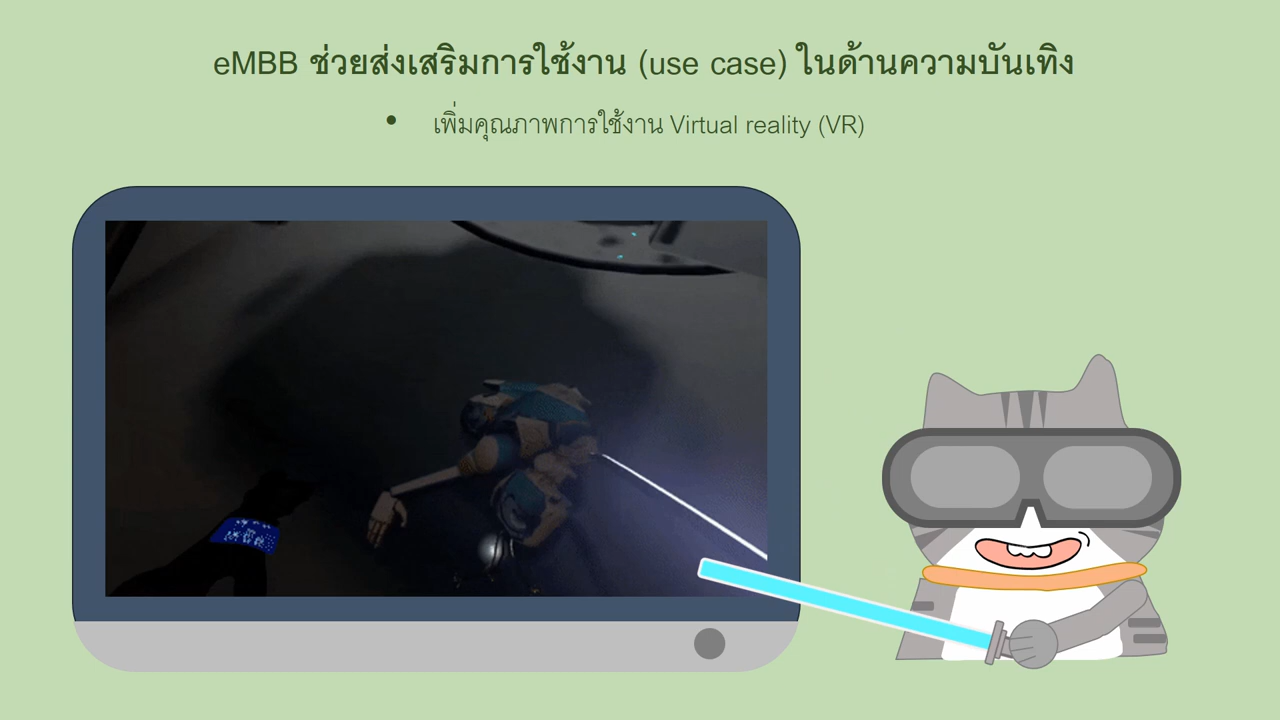 eMBB ช่วยส่งเสริมการใช้งาน (use case) ในด้านความบันเทิง
• เพิ่มคุณภาพการใช้งาน Virtual reality (VR)